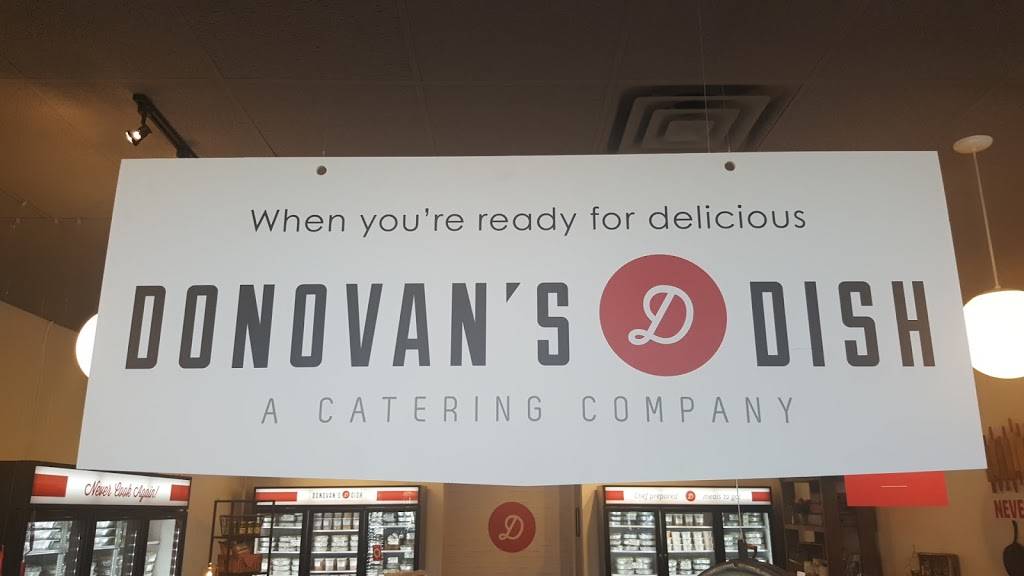 When you're ready for delicious
DONOVAN'S D DISH
A CATERING COMPANY
Never Cook Again!
DONOVAN'S D DISH
Chef prepared D meals to go
D
NEVE